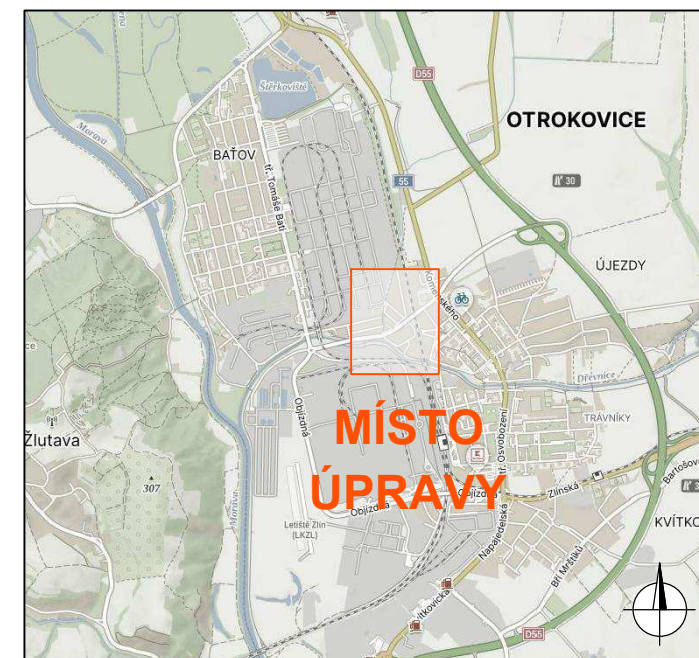 D55
Štěrkoviště
OTROKOVICE
Morava
BAŤOV
tř. Tomáše Bati
55
30
ÚJEZDY
Komenského
Dřevnice
Objízdná
MÍSTO
TRÁVNÍKY
Žlutava
tř. Osvobození
Bartošova
307
ÚPRAVY
Objízdná
Zlínská
Morava
Objízdná
Letiště Zlín
(LKZL)
Napajedelská
KVÍTKO
Bří Mrštíků
D55